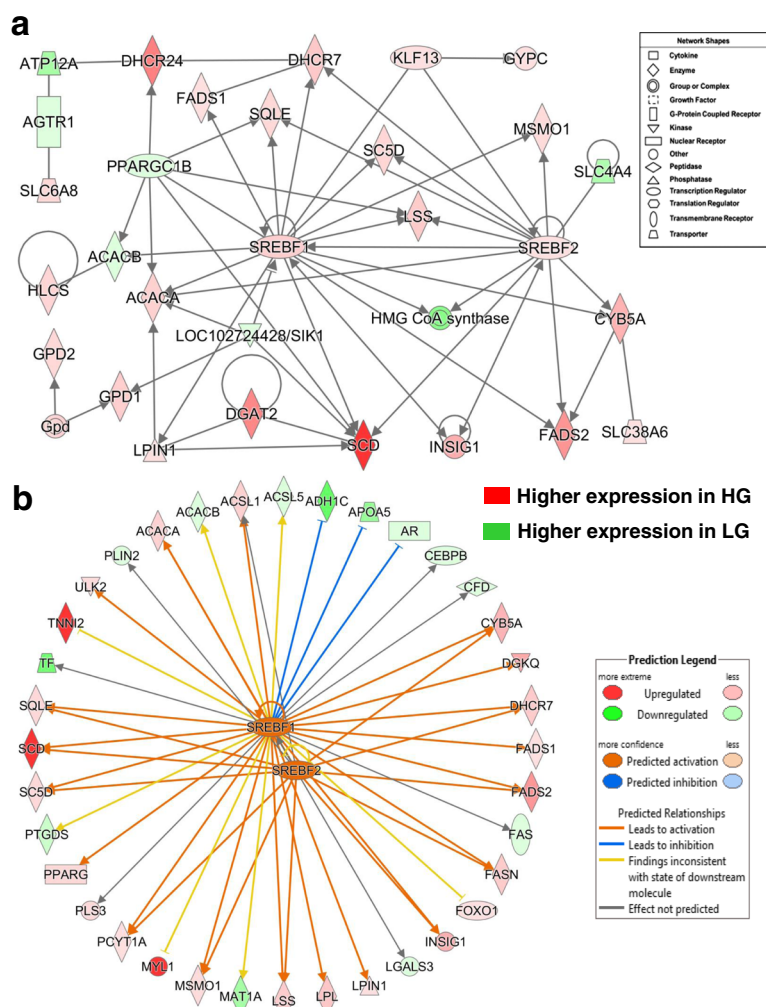 a
ATP12A
DHCR24
DHCR7
KLF13
GYPC
FADS1
AGTR1
SQLE
MSMO1
SC5D
PPARGC1B
SLC4A4
SLC6A8
LSS
SREBF1
SREBF2
ACACB
HLCS
ACACA
HMG CoA synthase
CYB5A
LOC102724428/SIK1
GPD2
GPD1
DGAT2
Gpd
LPIN1
SCD
INSIG1
FADS2
SLC38A6
Network Shapes
Cytokine
Enzyme
Group or Complex
Growth Factor
G-Protein Coupled Receptor
Kinase
Nuclear Receptor
Other
Peptidase
Phosphatase
Transcription Regulator
Translation Regulator
Transmembrane Receptor
Transporter
b
Higher expression in HG
Higher expression in LG
ACSL1
ACSL5
ADH1C
ACACB
APOA5
ACACA
AR
PLIN2
CEBPB
ULK2
CFD
TNNI2
CYB5A
TF
DGKQ
SQLE
DHCR7
SREBF1
SCD
FADS1
SREBF2
SC5D
FADS2
PTGDS
FAS
PPARG
FASN
PLS3
FOXO1
PCYT1A
INSIG1
MYL1
LGALS3
MSMO1
MAT1A
LSS
LPL
LPIN1
Prediction Legend
more extreme
less
Upregulated
Downregulated
more confidence
less
Predicted activation
Predicted inhibition
Predicted Relationships
Leads to activation
Leads to inhibition
Findings inconsistent
with state of downstream
molecule
Effect not predicted